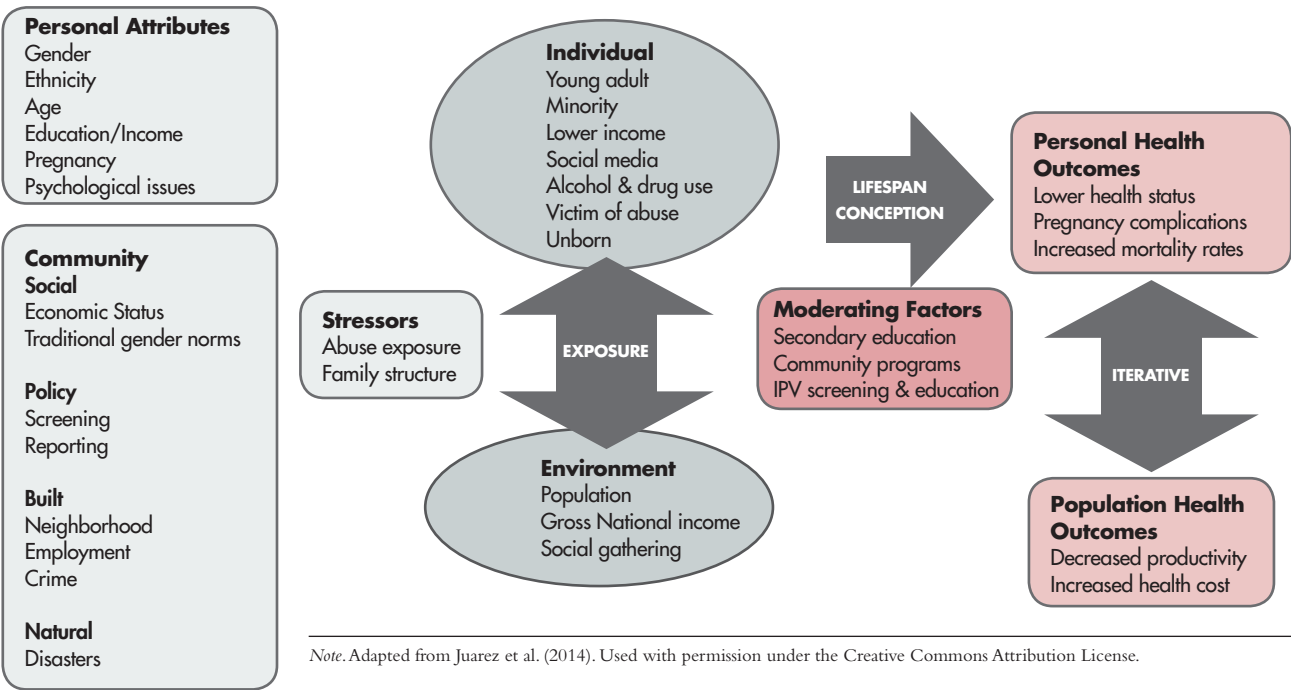 Personal Attributes
Gender
Ethnicity
Age
Education/Income
Pregnancy
Psychological issues
Community
Social
Economic Status
Traditional gender norms
Policy
Screening
Reporting
Built
Neighborhood
Employment
Crime
Natural
Disasters
Stressors
Abuse exposure
Family structure
Individual
Young adult
Minority
Lower income
Social media
Alcohol & drug use
Victim of abuse
Unborn
EXPOSURE
Environment
Population
Gross National income
Social gathering
LIFESPAN
CONCEPTION
Moderating Factors
Secondary education
Community programs
IPV screening & education
Personal Health
Outcomes
Lower health status
Pregnancy complications
Increased mortality rates
ITERATIVE
Population Health
Outcomes
Decreased productivity
Increased health cost
Note. Adapted from Juarez et al. (2014). Used with permission under the Creative Commons Attribution License.